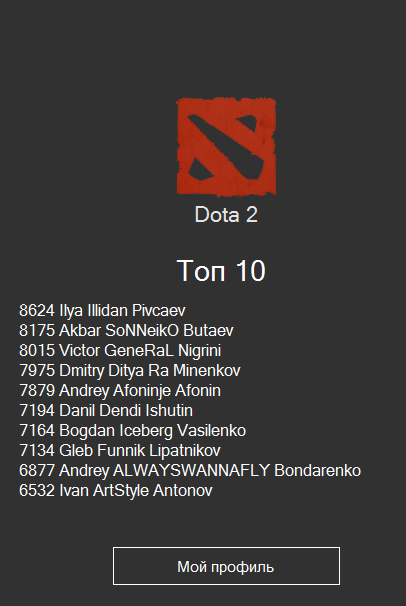 Dota 2
Топ 10
8624 Ilya Illidan Pivcaev
8175 Akbar SoNNeikO Butaev
8015 Victor GeneRaL Nigrini
7975 Dmitry Ditya Ra Minenkov
7879 Andrey Afoninje Afonin
7194 Danil Dendi Ishutin
7164 Bogdan Iceberg Vasilenko
7134 Gleb Funnik Lipatnikov
6877 Andrey ALWAYSWANNAFLY Bondarenko
6532 Ivan ArtStyle Antonov
Мой профиль